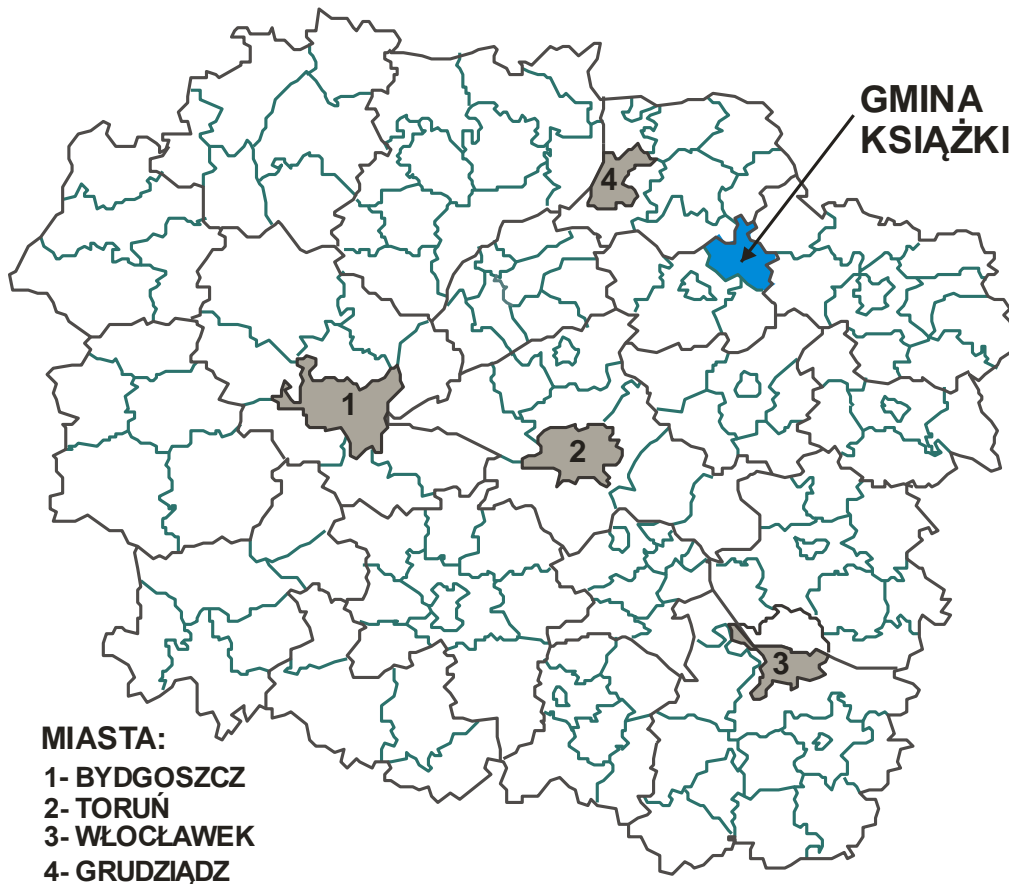 GMINA
KSIĄŻKI
4
1
2
3
MIASTA:
1- BYDGOSZCZ
2- TORUŃ
3- WŁOCŁAWEK
4- GRUDZIĄDZ